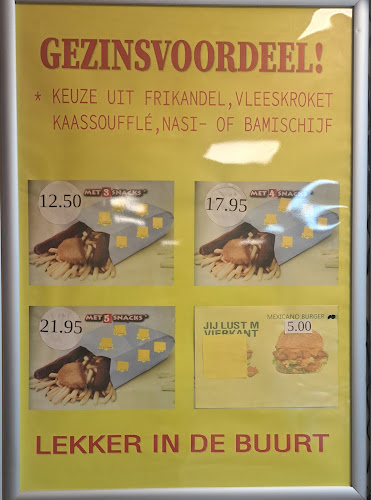 GEZINSVOORDEEL!
* KEUZE UIT FRIKANDEL,VLEESKROKET
KAASSOUFFLÉ,NASI- OF BAMISCHIJF
12.50
MET 3 SNACKS*
17.95
MET 4 SNACKS*
21.95
MET 5 SNACKS*
JIJ LUST M
VIERKANT
MEXICANO BURGER
5.00
LEKKER IN DE BUURT